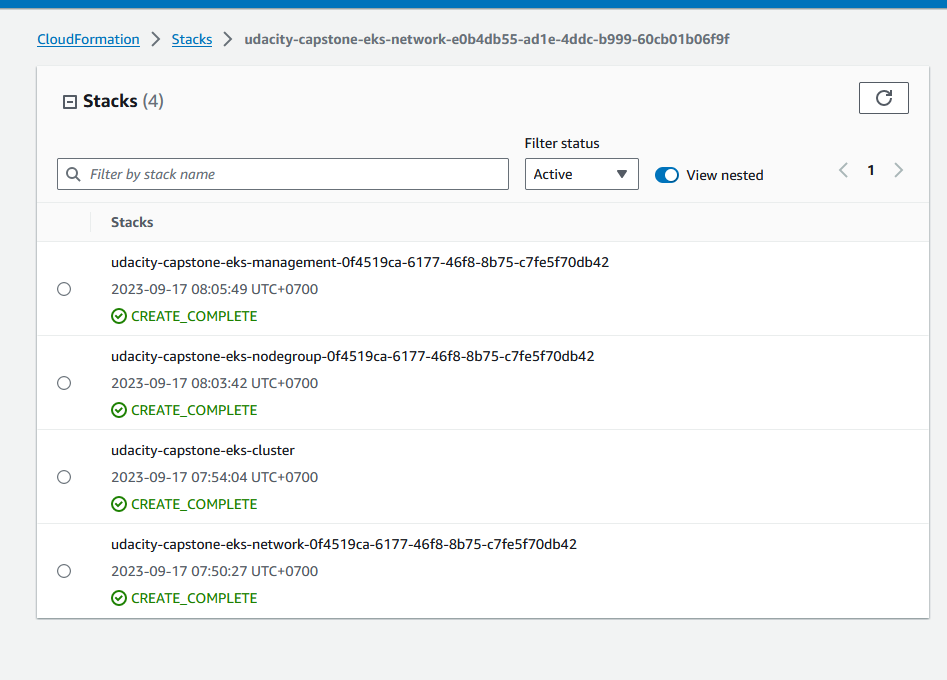 CloudFormation > Stacks > udacity-capstone-eks-network-e0b4db55-ad1e-4ddc-b999-60cb01b06f9f
Stacks (4)
Filter status
Filter by stack name
Active
View nested
1
Stacks
udacity-capstone-eks-management-0f4519ca-6177-46f8-8b75-c7fe5f70db42
2023-09-17 08:05:49 UTC+0700
CREATE_COMPLETE
udacity-capstone-eks-nodegroup-0f4519ca-6177-46f8-8b75-c7fe5f70db42
2023-09-17 08:03:42 UTC+0700
CREATE_COMPLETE
udacity-capstone-eks-cluster
2023-09-17 07:54:04 UTC+0700
CREATE_COMPLETE
udacity-capstone-eks-network-0f4519ca-6177-46f8-8b75-c7fe5f70db42
2023-09-17 07:50:27 UTC+0700
CREATE_COMPLETE